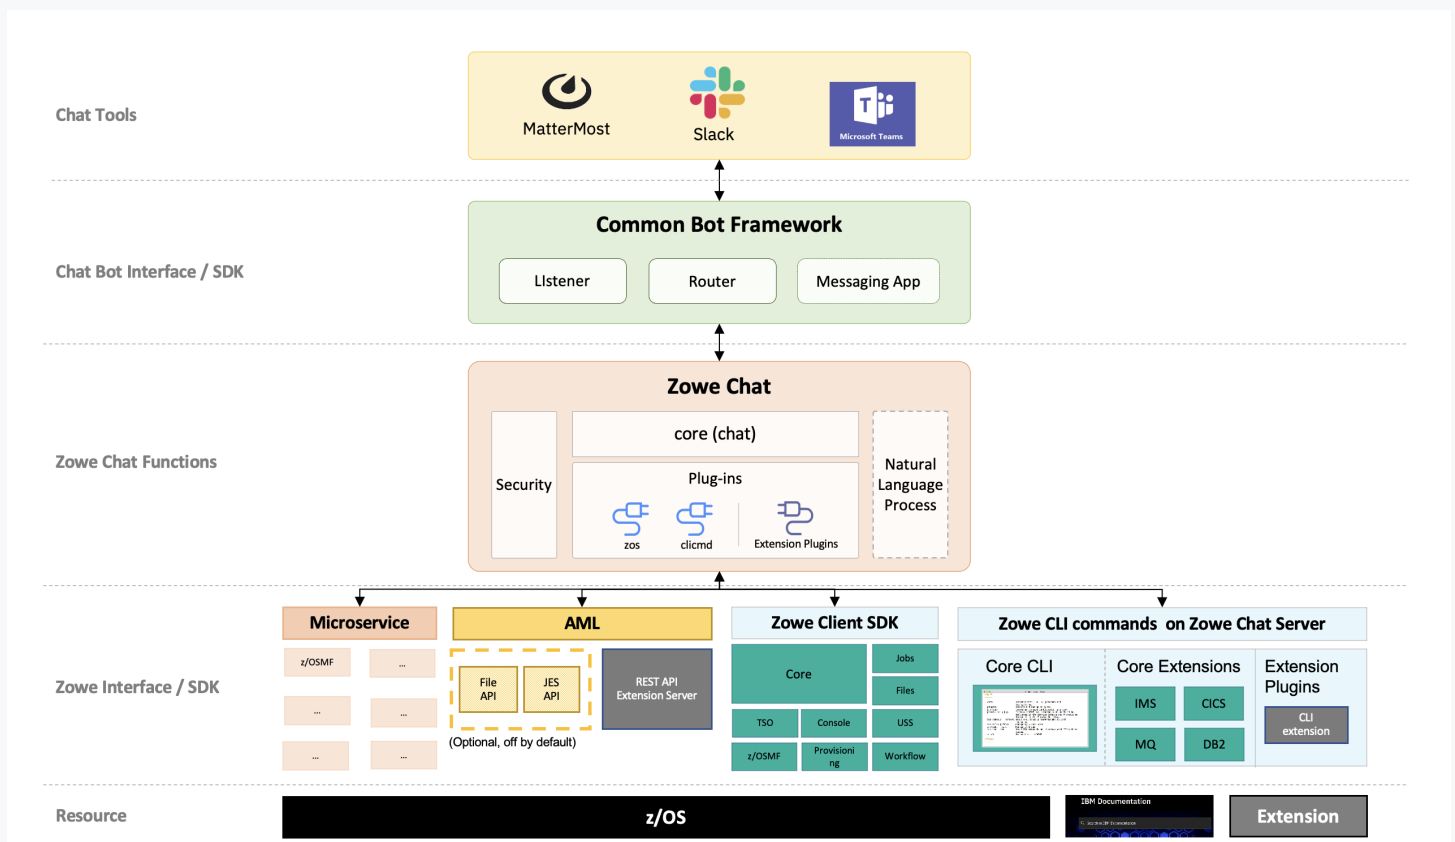 Chat Tools
MatterMost
Slack
Microsoft Teams
Chat Bot Interface / SDK
Common Bot Framework
LIstener
Router
Messaging App
Zowe Chat Functions
Zowe Chat
Security
core (chat)
Plug-ins
zos
clicmd
Extension Plugins
Natural
Language
Process
Zowe Interface / SDK
Microservice
z/OSMF
...
...
...
...
...
AML
File
API
JES
API
(Optional, off by default)
REST API
Extension Server
Zowe Client SDK
Core
Jobs
Files
TSO
Console
USS
z/OSMF
Provisioni
ng
Workflow
Zowe CLI commands on Zowe Chat Server
Core CLI
Core Extensions
IMS
CICS
MQ
DB2
Extension
Plugins
CLI
extension
Resource
z/OS
IBM Documentation
Extension